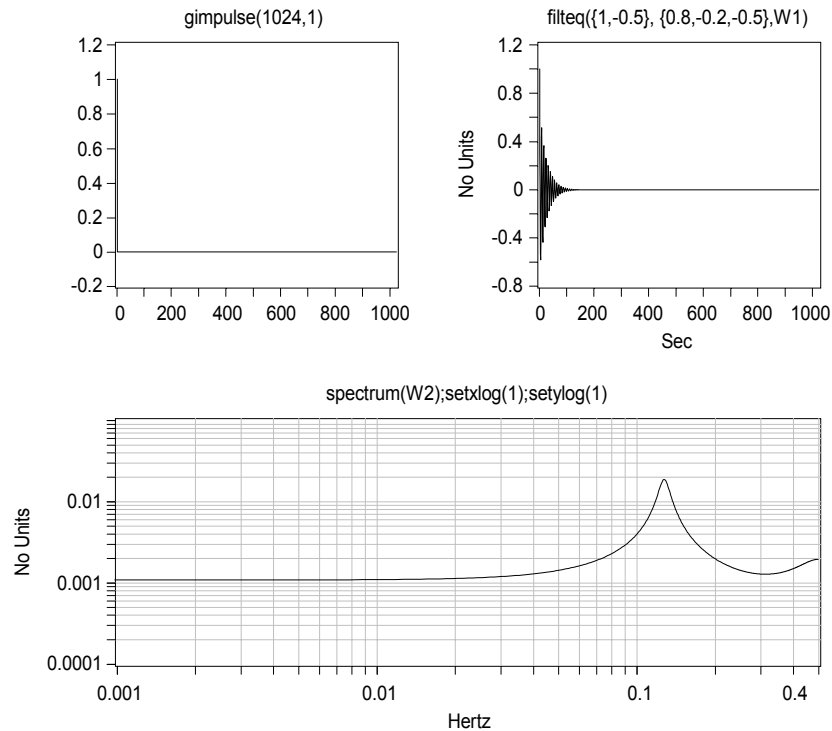 gimpulse(1024,1)
1.2
1
0.8
0.6
0.4
0.2
0
-0.2
0 200 400 600 800 1000
filteq({1,-0.5}, {0.8,-0.2,-0.5},W1)
No Units
1.2
0.8
0.4
0
-0.4
-0.8
0 200 400 600 800 1000
Sec
spectrum(W2);setxlog(1);setylog(1)
No Units
0.01
0.001
0.0001
0.001 0.01 0.1 0.4
Hertz